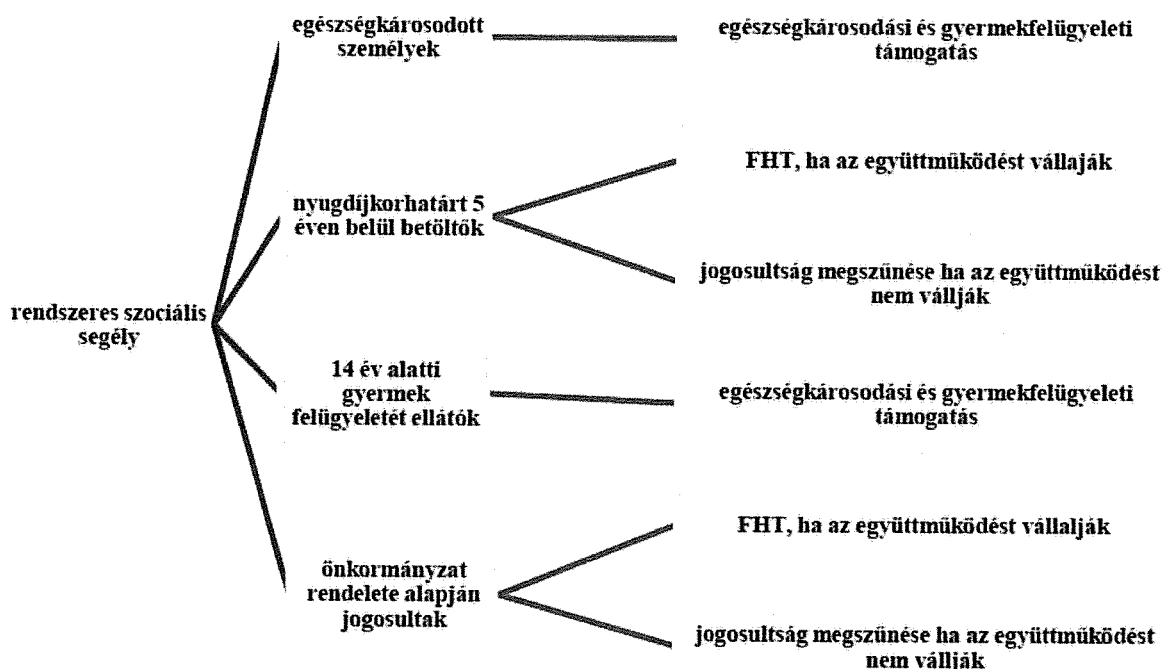 rendszeres szociális
segély
egészségkárosodott
személyek
egészségkárosodási és gyermekfelügyeleti
támogatás
nyugdíjkorhatárt 5
éven belül betöltők
FHT, ha az együttműködést vállaják
jogosultság megszűnése ha az együttműködést
nem vállják
14 év alatti
gyermek
felügyeletét ellátók
egészségkárosodási és gyermekfelügyeleti
támogatás
önkormányzat
rendelete alapján
jogosultak
FHT, ha az együttműködést vállalják
jogosultság megszűnése ha az együttműködést
nem vállják